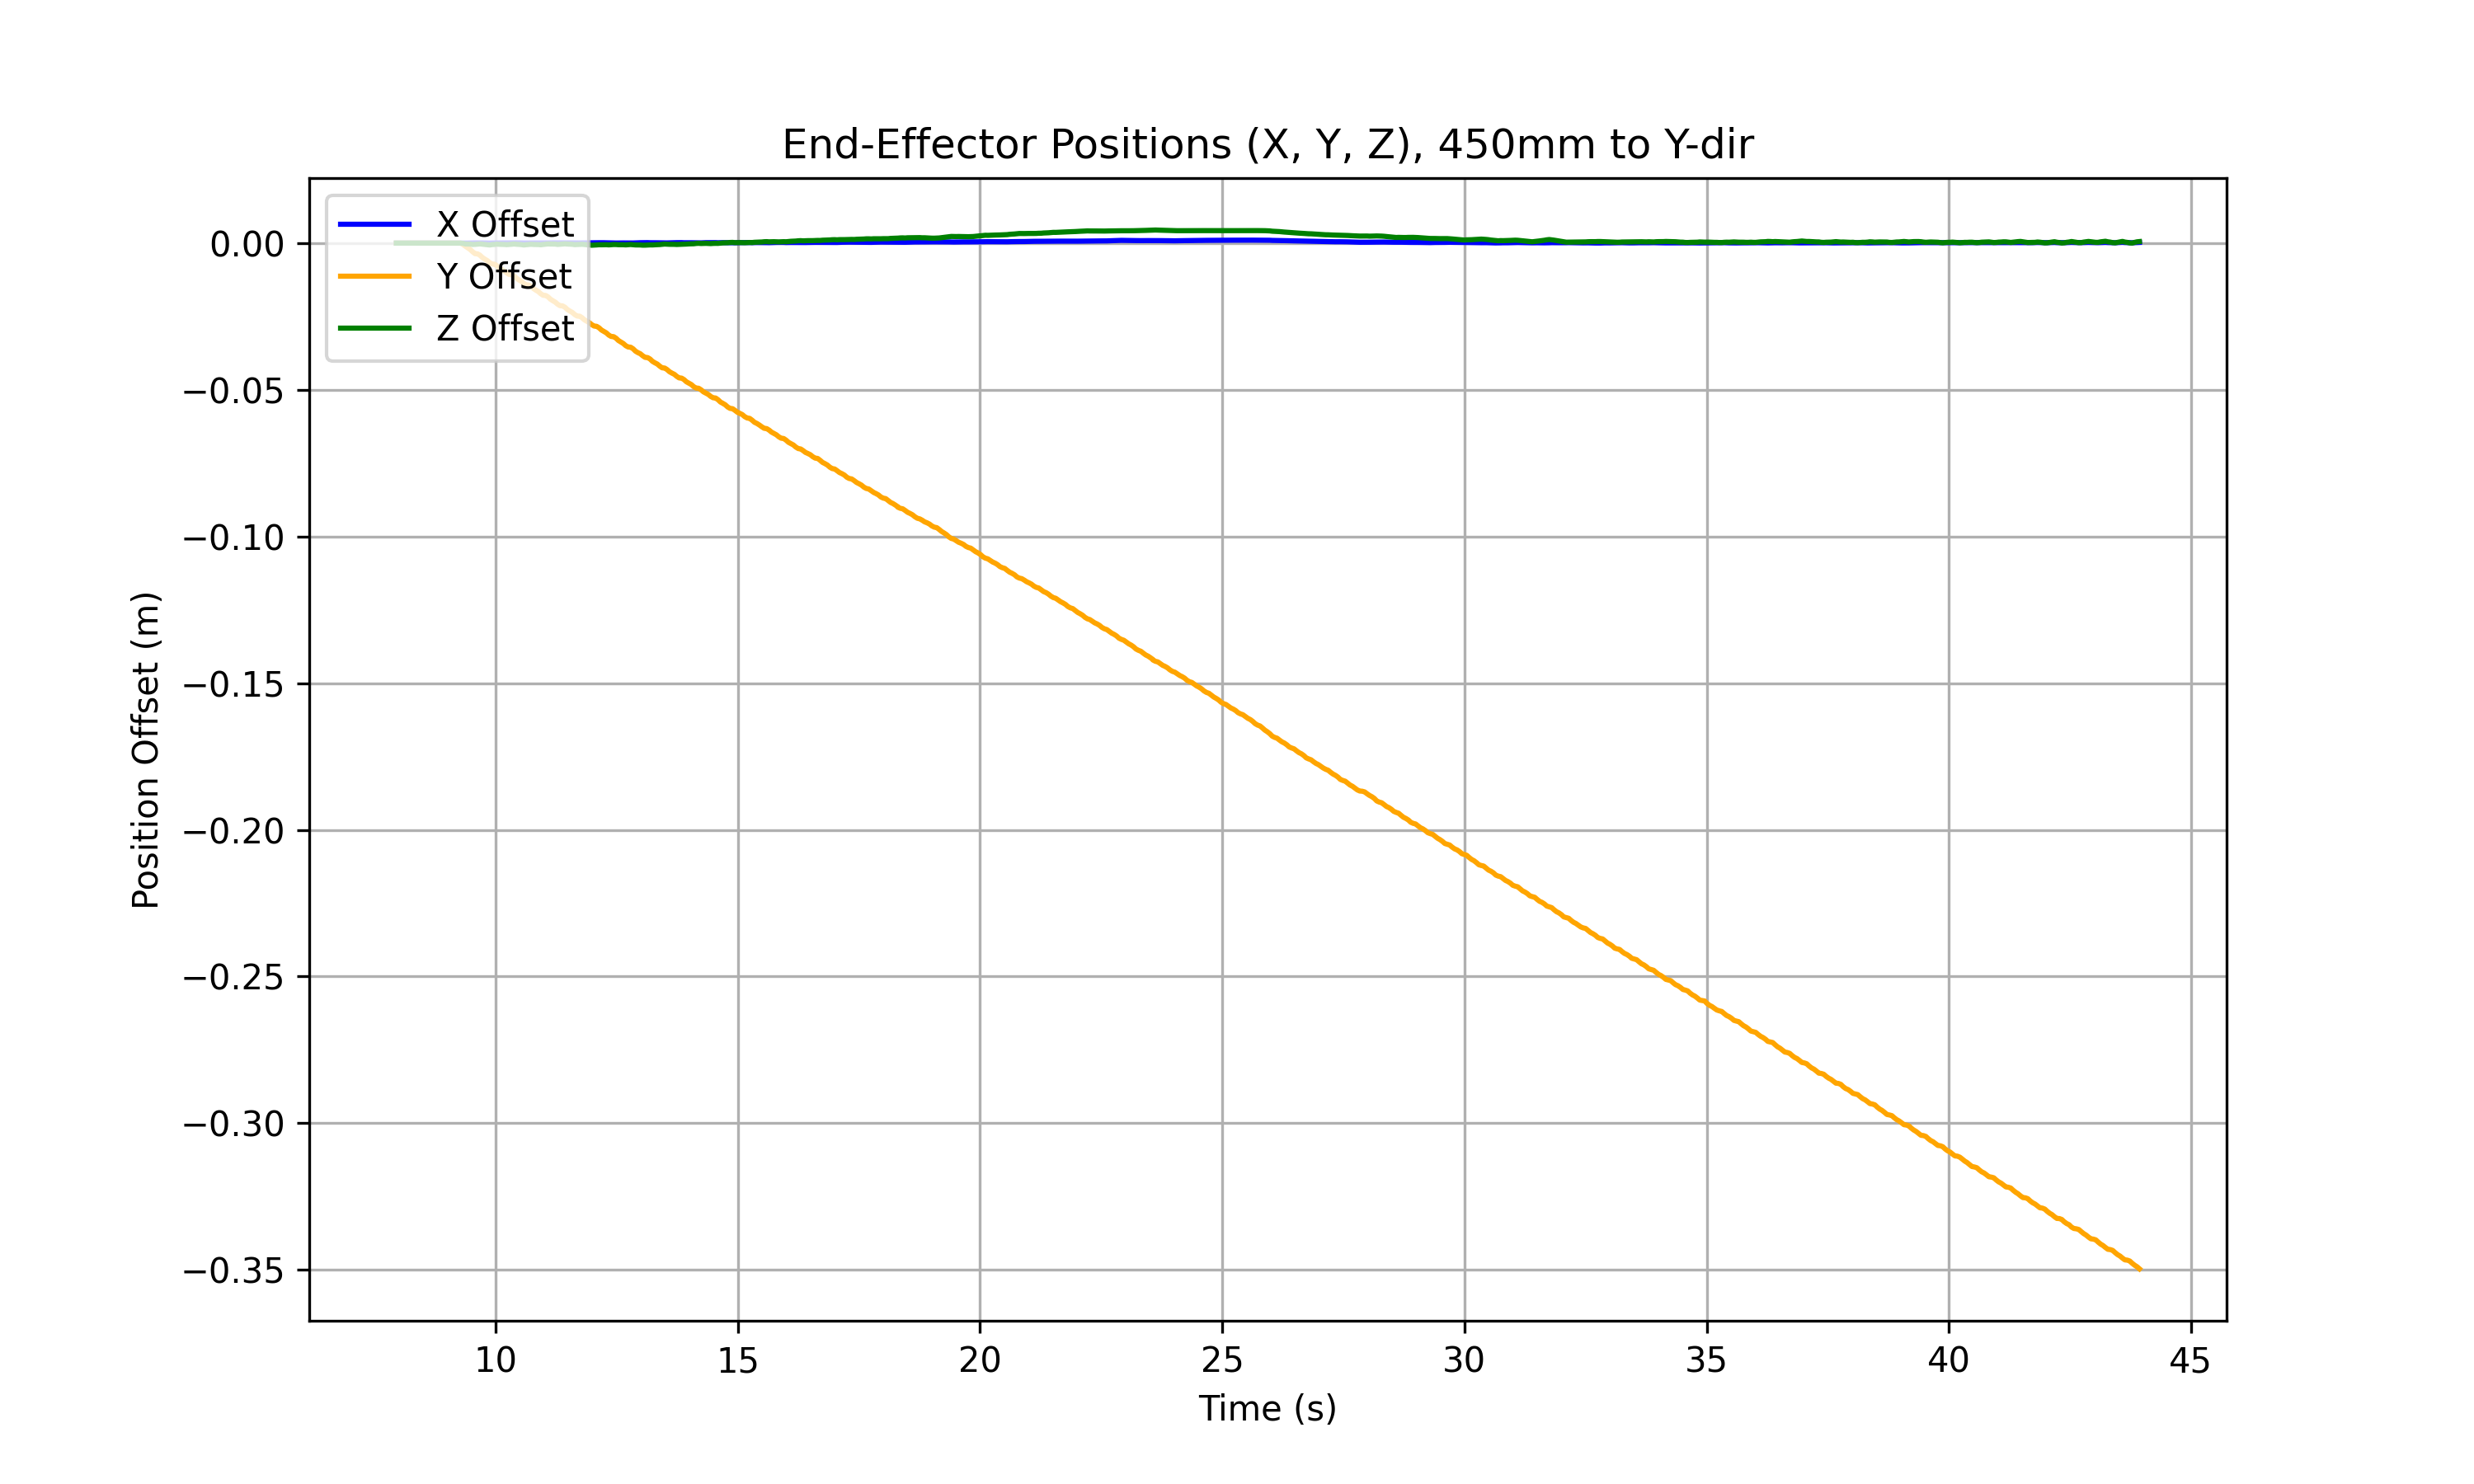 End-Effector Positions (X, Y, Z), 450mm to Y-dir
X Offset
Y Offset
Z Offset
0.00
−0.05
−0.10
−0.15
−0.20
−0.25
−0.30
−0.35
Position Offset (m)
10 15 20 25 30 35 40 45
Time (s)